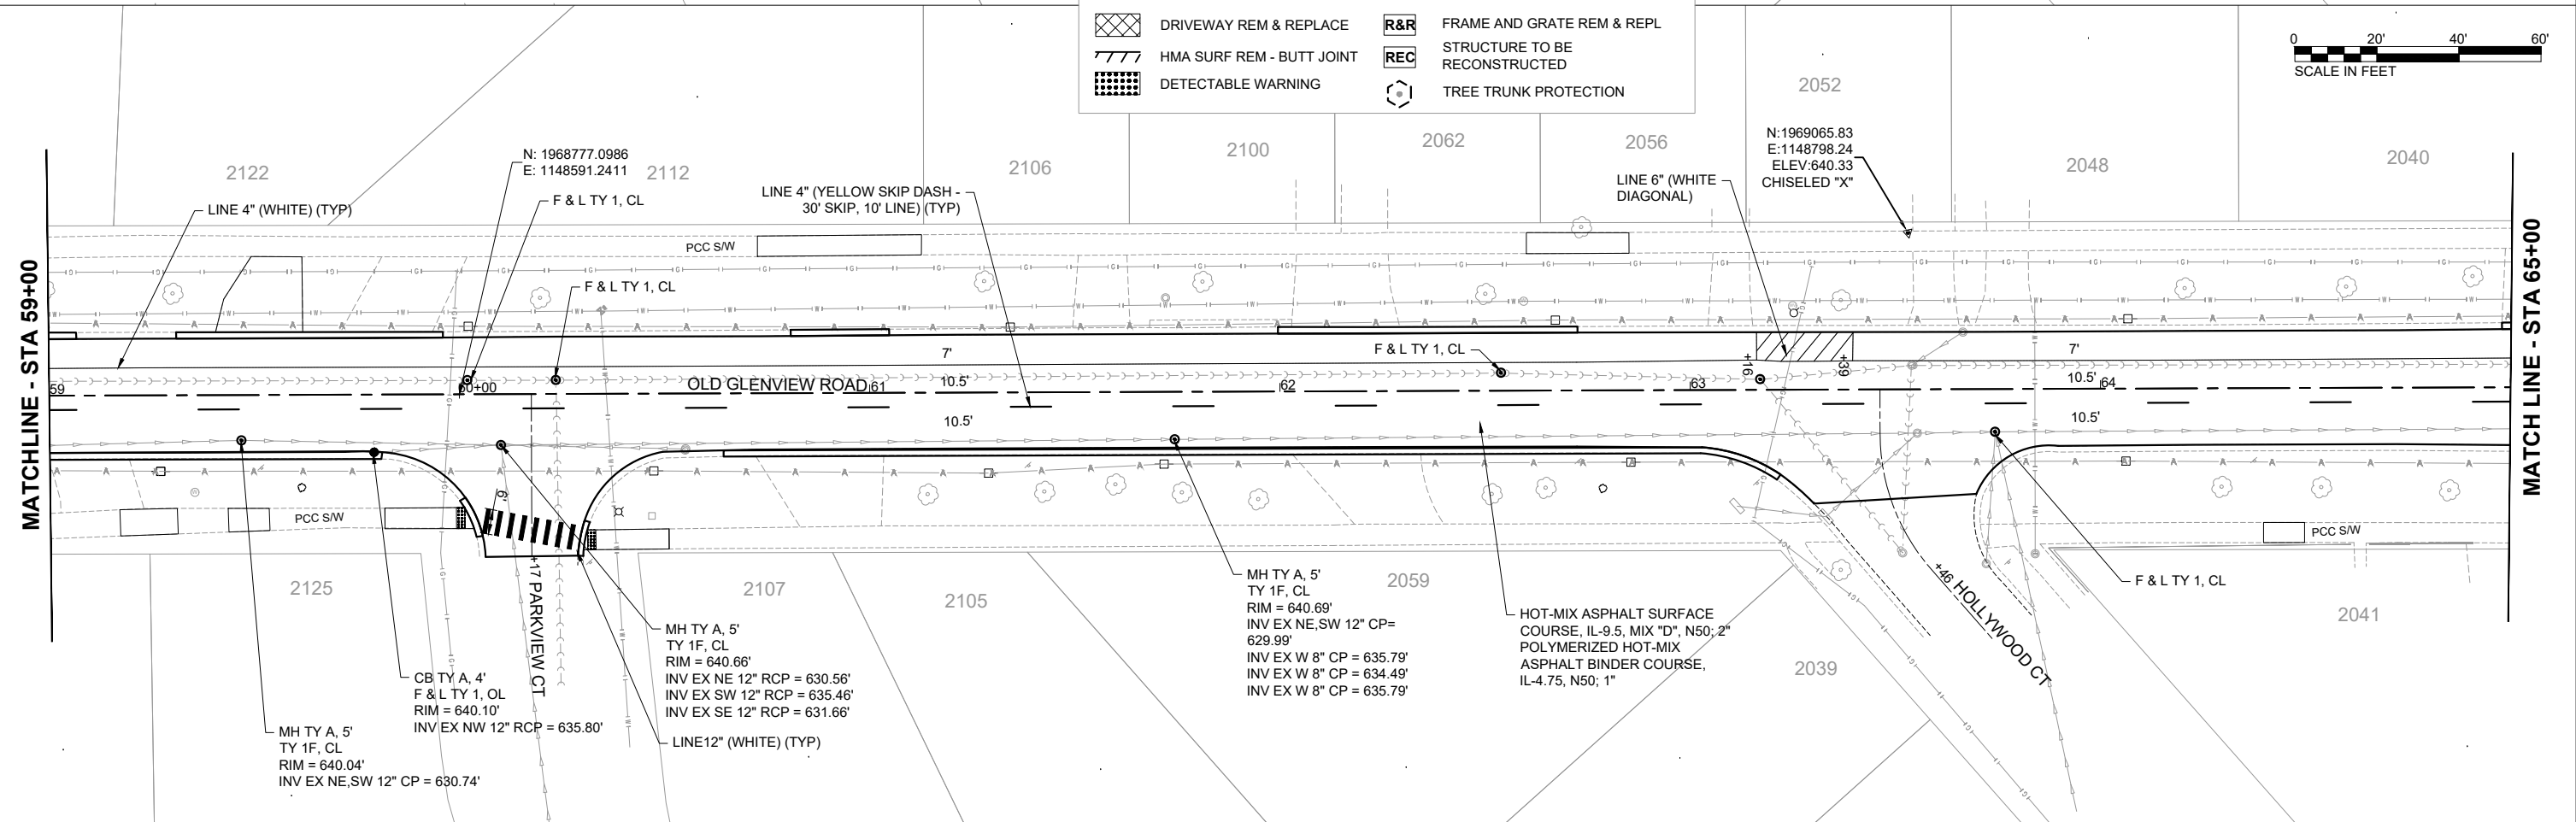 DRIVEWAY REM & REPLACE
HMA SURF REM - BUTT JOINT
DETECTABLE WARNING
R&R FRAME AND GRATE REM & REPL
REC STRUCTURE TO BE
RECONSTRUCTED
TREE TRUNK PROTECTION
0 20' 40' 60'
SCALE IN FEET
2122
2112
2106
2100
2062
2056
2052
2048
2040
N: 1968777.0986
E: 1148591.2411
F & L TY 1, CL
LINE 4" (WHITE) (TYP)
LINE 4" (YELLOW SKIP DASH -
30' SKIP, 10' LINE) (TYP)
LINE 6" (WHITE
DIAGONAL)
N:1969065.83
E:1148798.24
ELEV:640.33
CHISELED "X"
MATCHLINE - STA 59+00
MATCH LINE - STA 65+00
PCC S/W
F & L TY 1, CL
F & L TY 1, CL
7'
7'
+16
+39
59
60+00
OLD GLENVIEW ROAD
61
10.5'
62
63
10.5'
64
10.5'
10.5'
6'
PCC S/W
PCC S/W
2125
2107
2105
2059
2039
2041
+17 PARKVIEW CT
+46 HOLLYWOOD CT
F & L TY 1, CL
MH TY A, 5'
TY 1F, CL
RIM = 640.04'
INV EX NE,SW 12" CP = 630.74'
CB TY A, 4'
F & L TY 1, OL
RIM = 640.10'
INV EX NW 12" RCP = 635.80'
MH TY A, 5'
TY 1F, CL
RIM = 640.66'
INV EX NE 12" RCP = 630.56'
INV EX SW 12" RCP = 635.46'
INV EX SE 12" RCP = 631.66'
LINE12" (WHITE) (TYP)
MH TY A, 5'
TY 1F, CL
RIM = 640.69'
INV EX NE,SW 12" CP=
629.99'
INV EX W 8" CP = 635.79'
INV EX W 8" CP = 634.49'
INV EX W 8" CP = 635.79'
HOT-MIX ASPHALT SURFACE
COURSE, IL-9.5, MIX "D", N50; 2"
POLYMERIZED HOT-MIX
ASPHALT BINDER COURSE,
IL-4.75, N50; 1"